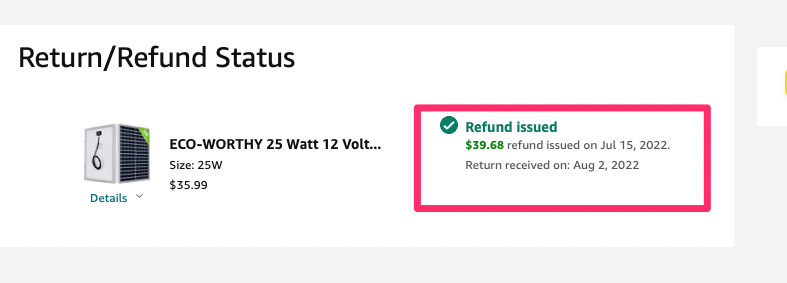 Return/Refund Status
Refund issued
ECO-WORTHY 25 Watt 12 Volt...
$39.68 refund issued on Jul 15, 2022.
Size: 25W
Return received on: Aug 2, 2022
$35.99
Details